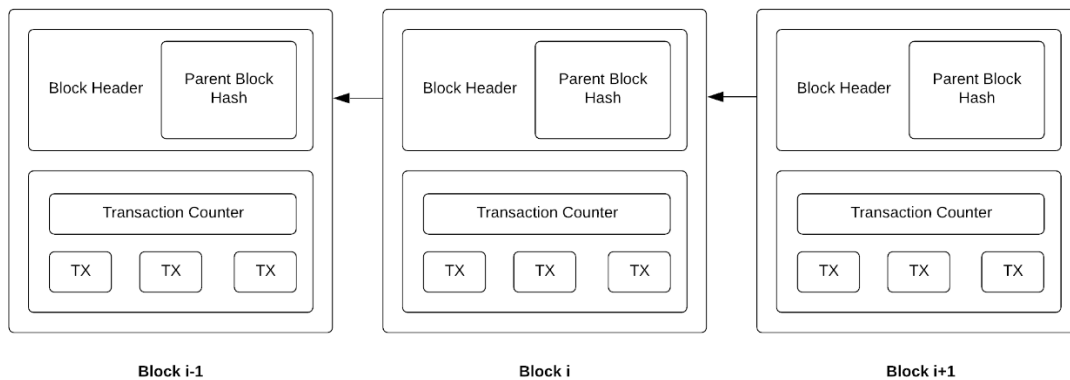 Block Header
Parent Block
Hash
Transaction Counter
TX TX TX
Block i-1
Block Header
Parent Block
Hash
Transaction Counter
TX TX TX
Block i
Block Header
Parent Block
Hash
Transaction Counter
TX TX TX
Block i+1